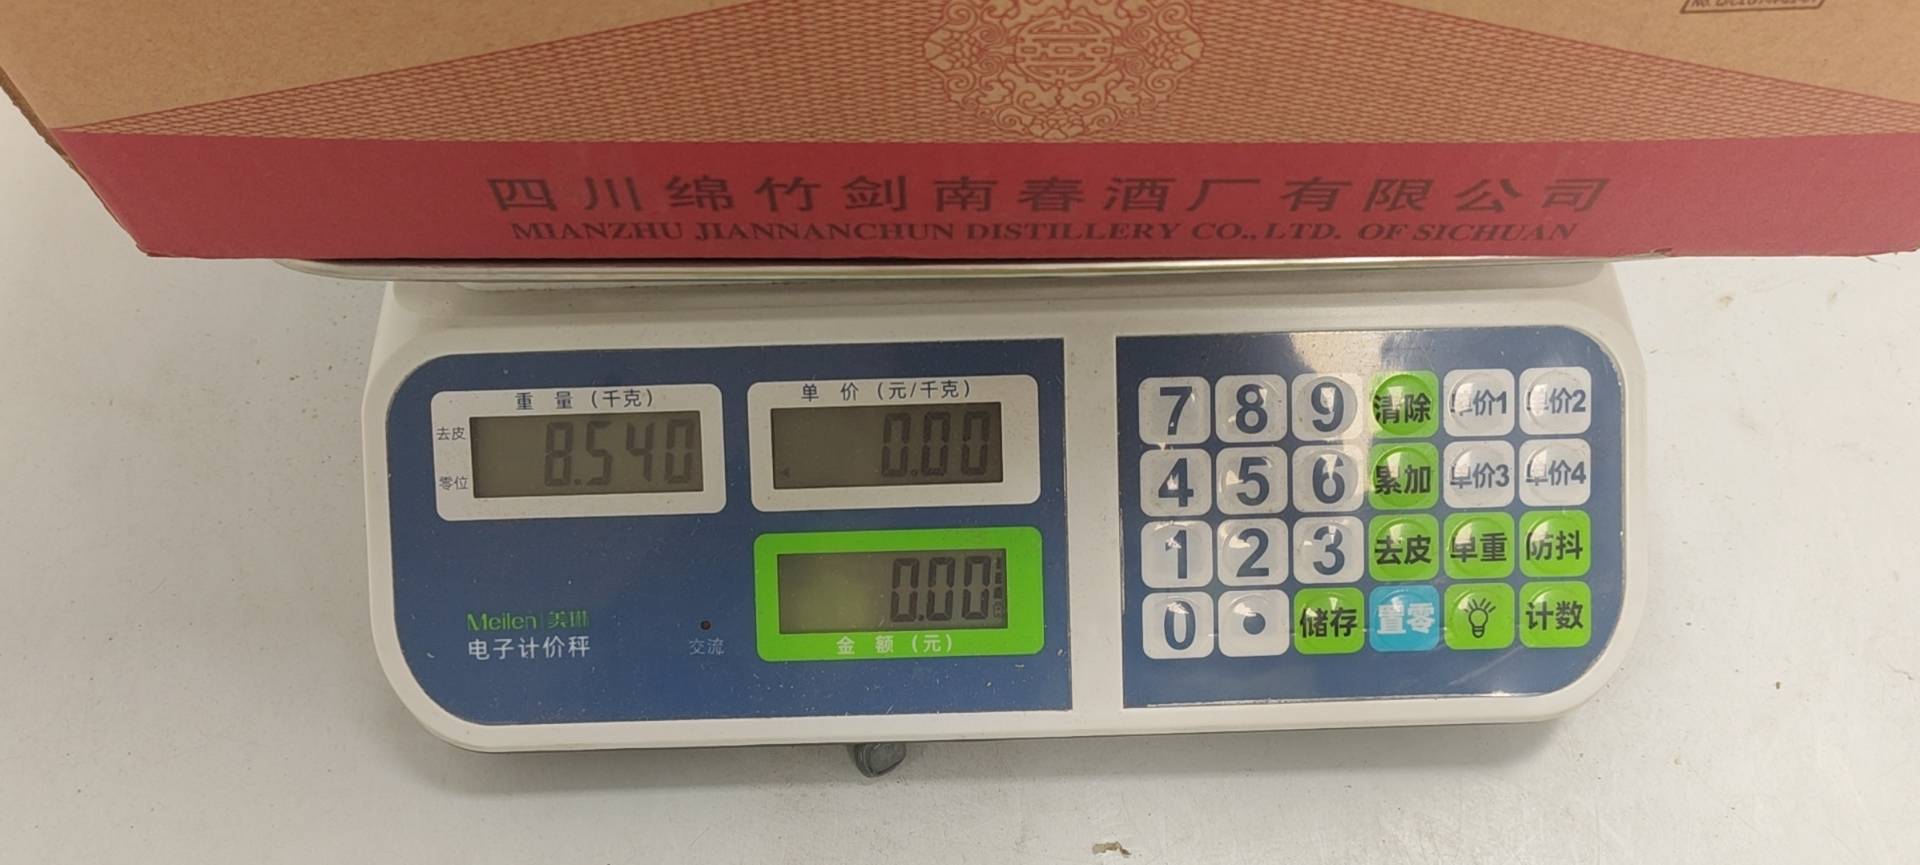 四川绵竹剑南春酒厂有限公司
MIANZHU JIANNANCHUN DISTILLERY CO.,LTD. OF SICHUAN
重 量 (千克)
去皮
零位
8.540
单 价 (元/千克)
0.00
0.00
金 额 (元)
Meilen 美琳
电子计价秤
交流
7 8 9 清除 单价1 单价2
4 5 6 累加 单价3 单价4
1 2 3 去皮 单重 防抖
0 . 储存 置零 计数